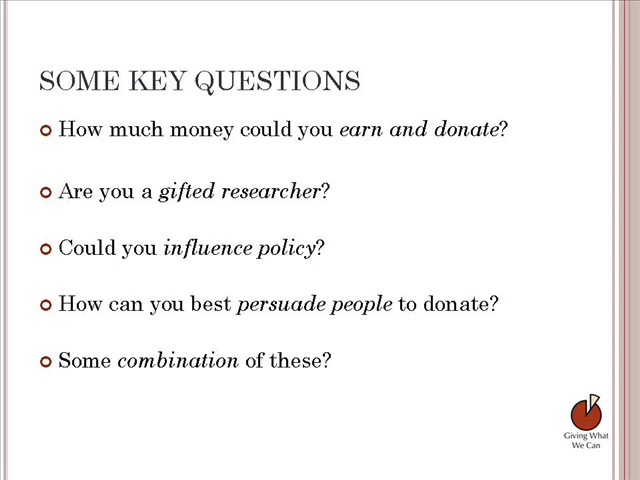 SOME KEY QUESTIONS
How much money could you earn and donate?
Are you a gifted researcher?
Could you influence policy?
How can you best persuade people to donate?
Some combination of these?
Giving What
We Can